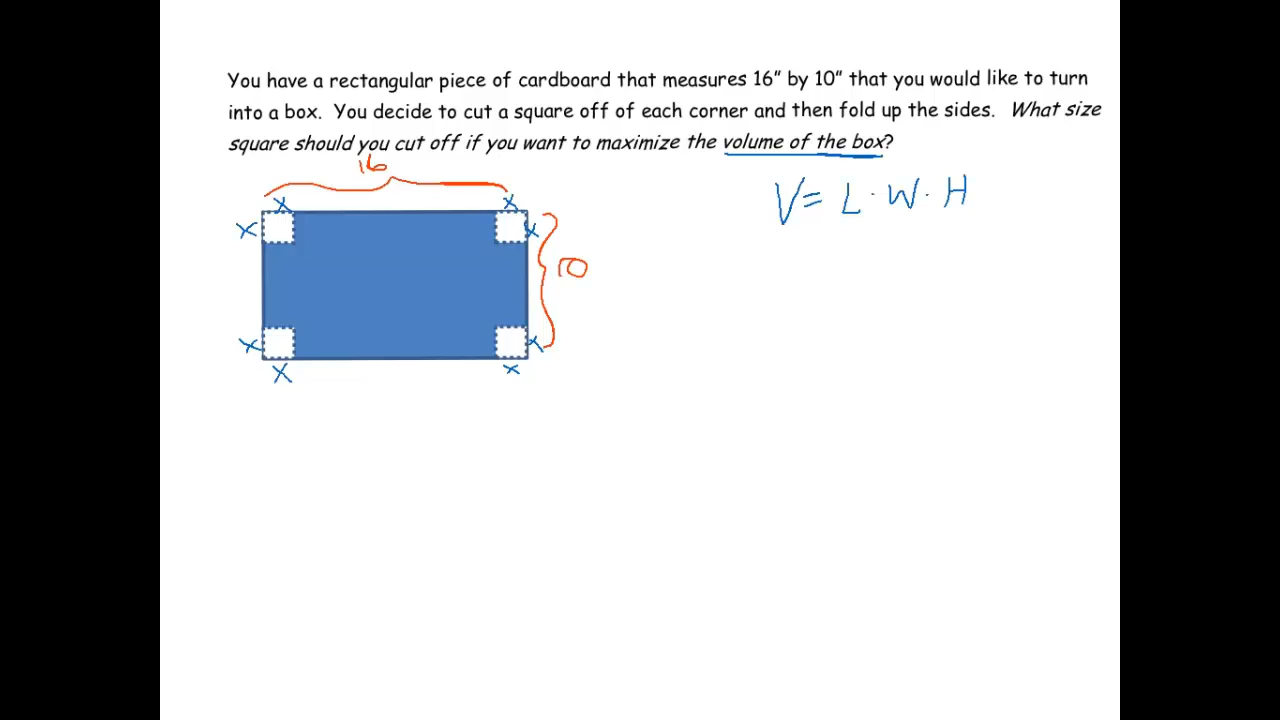 You have a rectangular piece of cardboard that measures 16” by 10” that you would like to turn
into a box. You decide to cut a square off of each corner and then fold up the sides. What size
square should you cut off if you want to maximize the volume of the box?
16
V= L · W · H
x x
x x
10
x x
x x